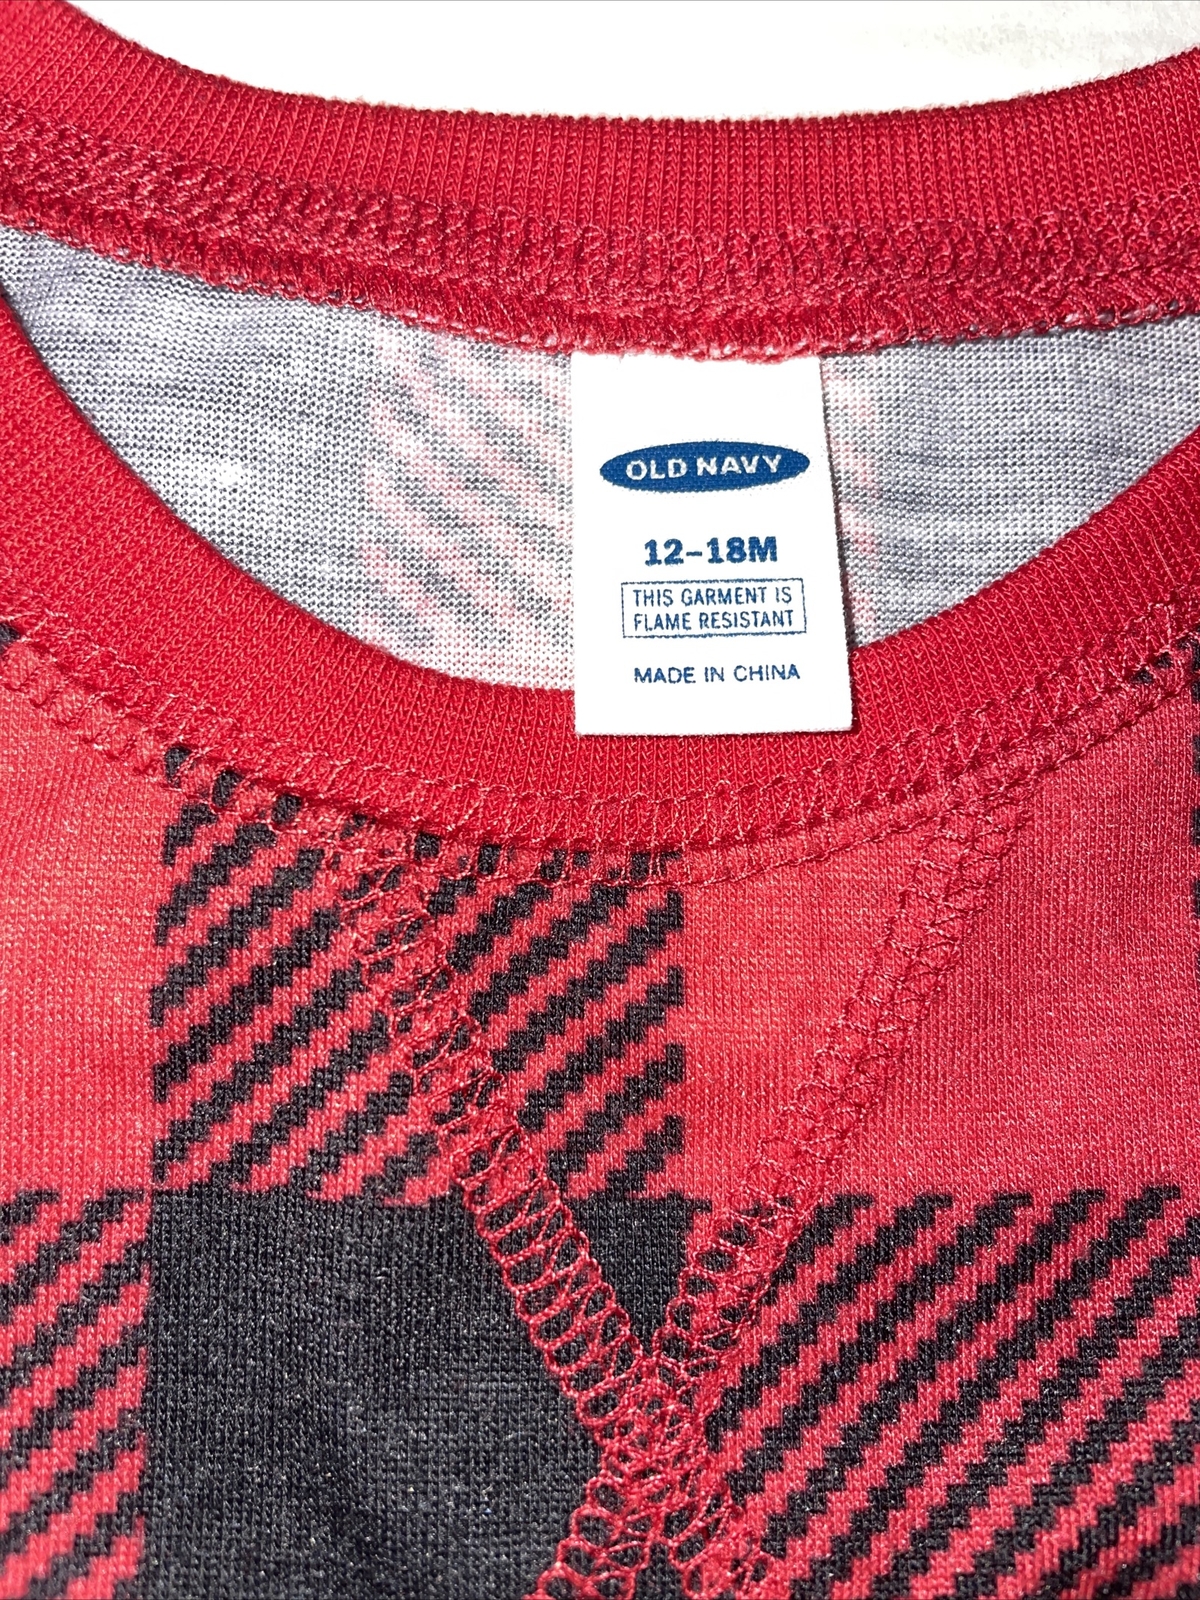 OLD NAVY
12-18M
THIS GARMENT IS
FLAME RESISTANT
MADE IN CHINA